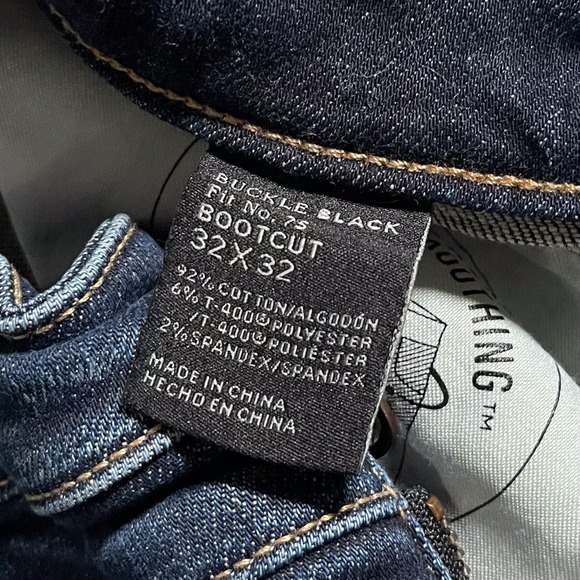 BUCKLE BLACK
Fit No. 75
BOOTCUT
32 X 32
92% COTTON/ALGODÓN
6% T-400® POLYESTER
/T-400® POLIÉSTER
2% SPANDEX/SPANDEX
MADE IN CHINA
HECHO EN CHINA
OOTHING™